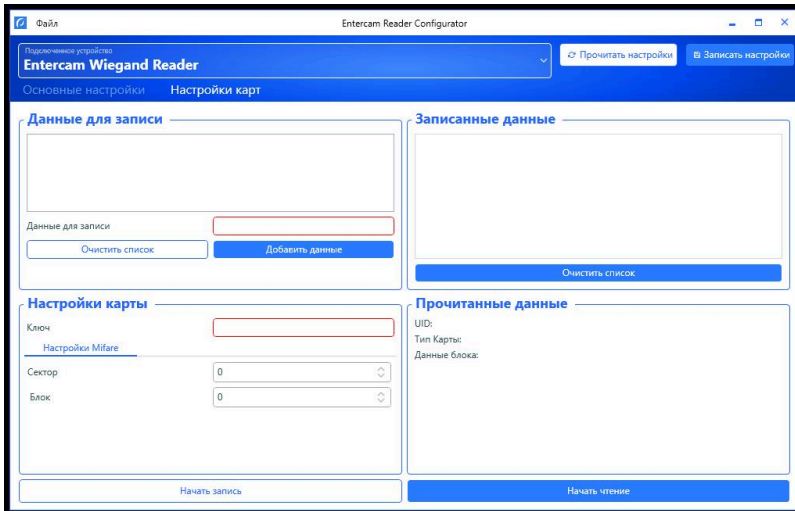 Файл
Entercam Reader Configurator
Подключенное устройство
Entercam Wiegand Reader
Прочитать настройки
Записать настройки
Основные настройки
Настройки карт
Данные для записи
Данные для записи
Очистить список
Добавить данные
Записанные данные
Очистить список
Настройки карты
Ключ
Настройки Mifare
Сектор
0
Блок
0
Начать запись
Прочитанные данные
UID:
Тип Карты:
Данные блока:
Начать чтение